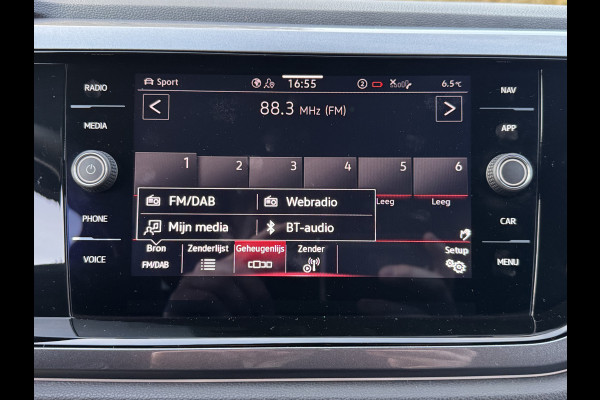 RADIO
MEDIA
PHONE
VOICE
Sport
16:55
2
6.5°C
< 88.3 MHz (FM) >
1 2 3 4 5 6
Leeg Leeg
FM/DAB Webradio
Mijn media BT-audio
Bron Zenderlijst Geheugenlijs Zender Setup
FM/DAB
NAV
APP
CAR
MENU